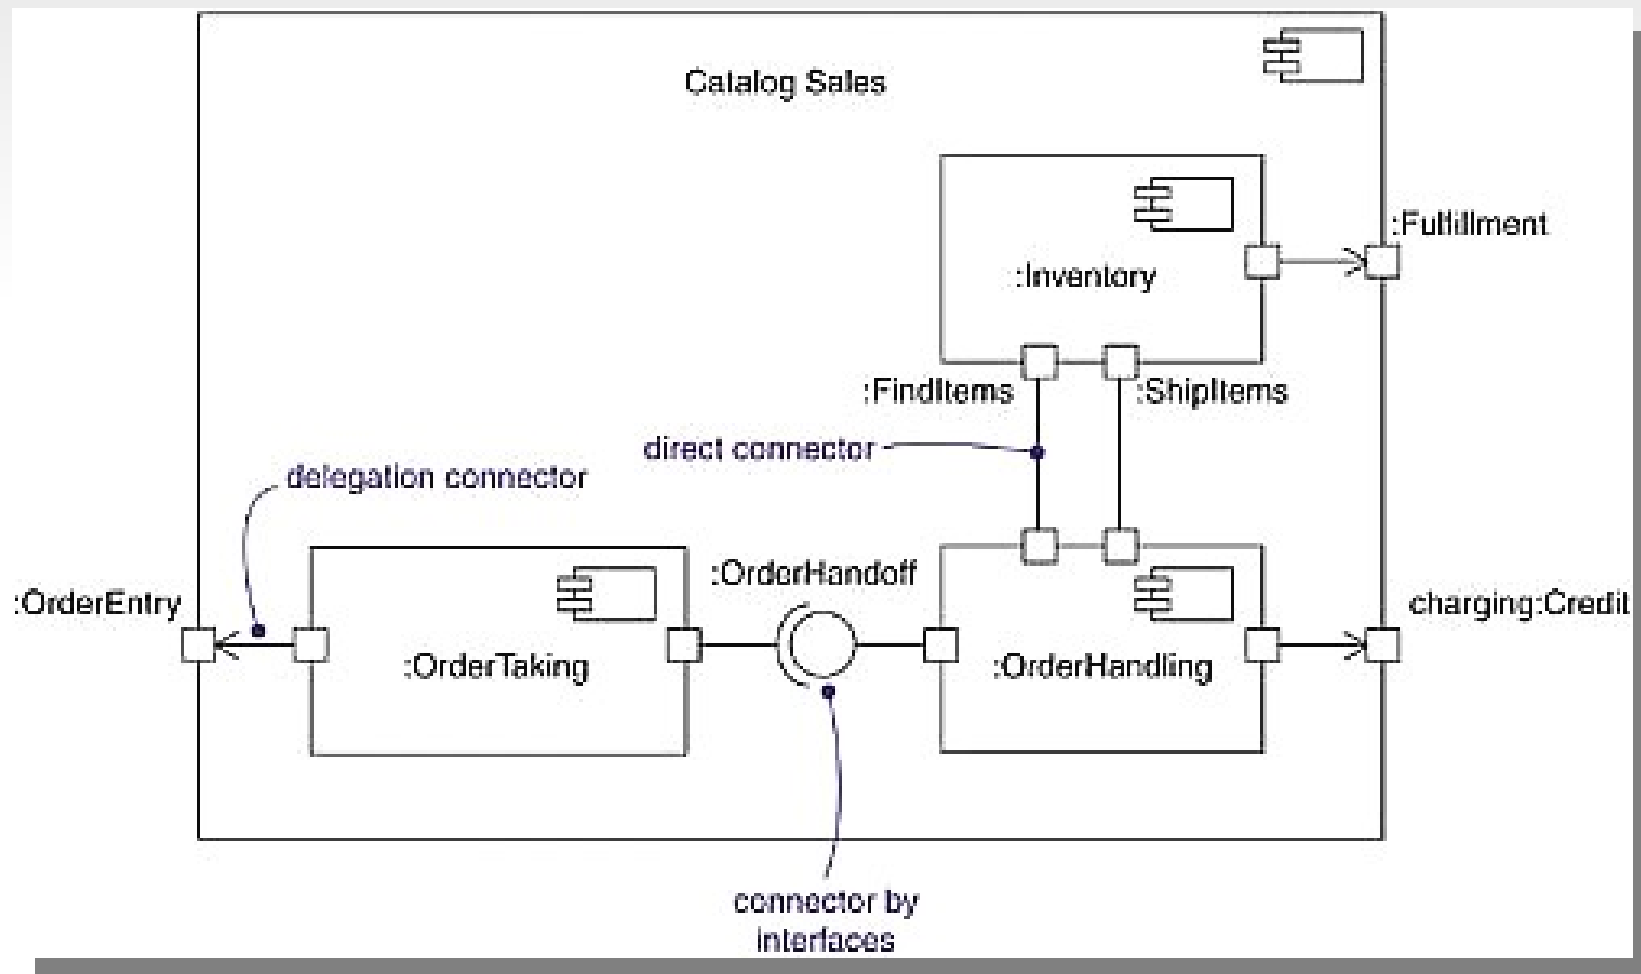 Catalog Sales
:Fulfillment
:Inventory
:FindItems
:ShipItems
direct connector
delegation connector
:OrderHandoff
:OrderEntry
charging:Credit
:OrderTaking
:OrderHandling
connector by
interfaces